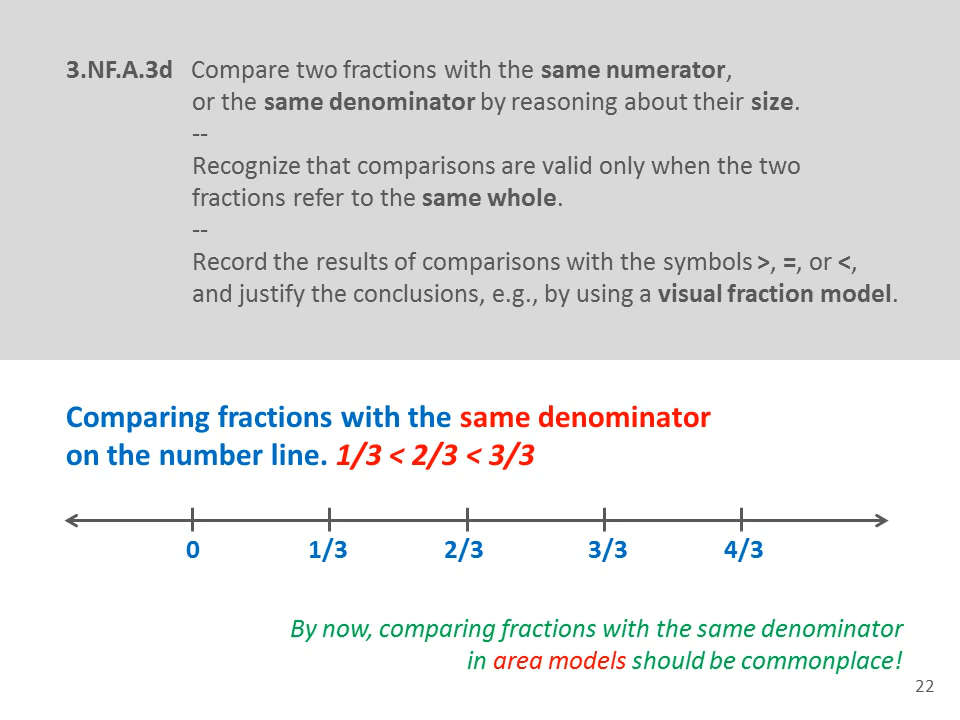 3.NF.A.3d Compare two fractions with the same numerator,
or the same denominator by reasoning about their size.
--
Recognize that comparisons are valid only when the two
fractions refer to the same whole.
--
Record the results of comparisons with the symbols >, =, or <,
and justify the conclusions, e.g., by using a visual fraction model.
Comparing fractions with the same denominator
on the number line. 1/3 < 2/3 < 3/3
0 1/3 2/3 3/3 4/3
By now, comparing fractions with the same denominator
in area models should be commonplace!
22